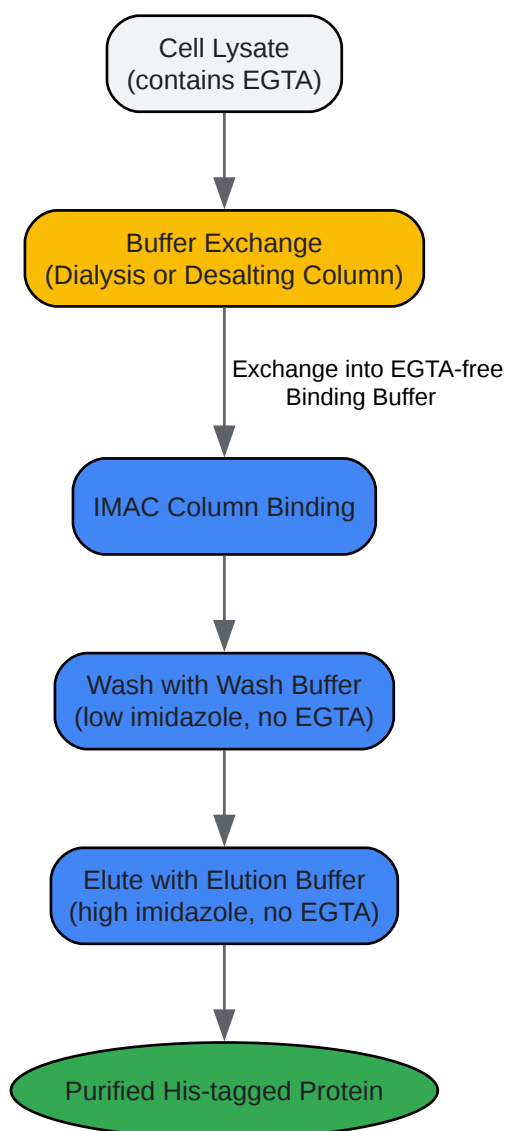 Cell Lysate
(contains EGTA)
Buffer Exchange
(Dialysis or Desalting Column)
Exchange into EGTA-free
Binding Buffer
IMAC Column Binding
Wash with Wash Buffer
(low imidazole, no EGTA)
Elute with Elution Buffer
(high imidazole, no EGTA)
Purified His-tagged Protein